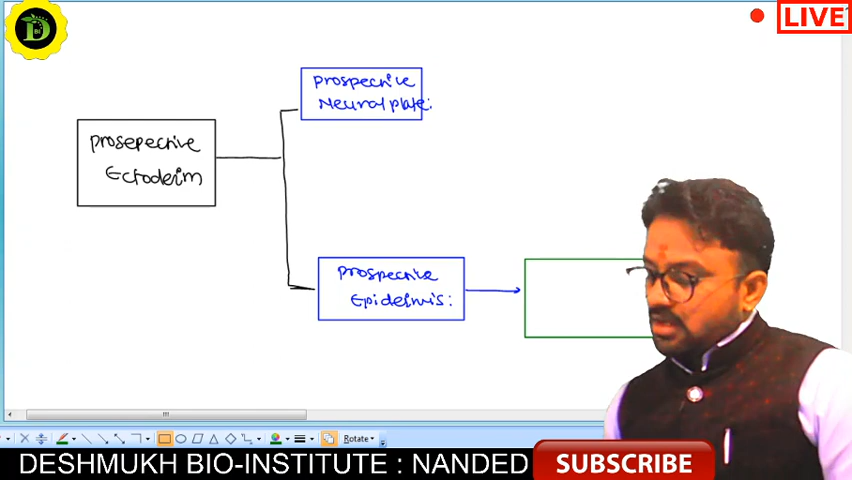 LIVE
Prospective
Neural plate:
Prosepective
Ectoderm
Prospective
Epidermis:
Rotate
DESHMUKH BIO-INSTITUTE : NANDED
SUBSCRIBE